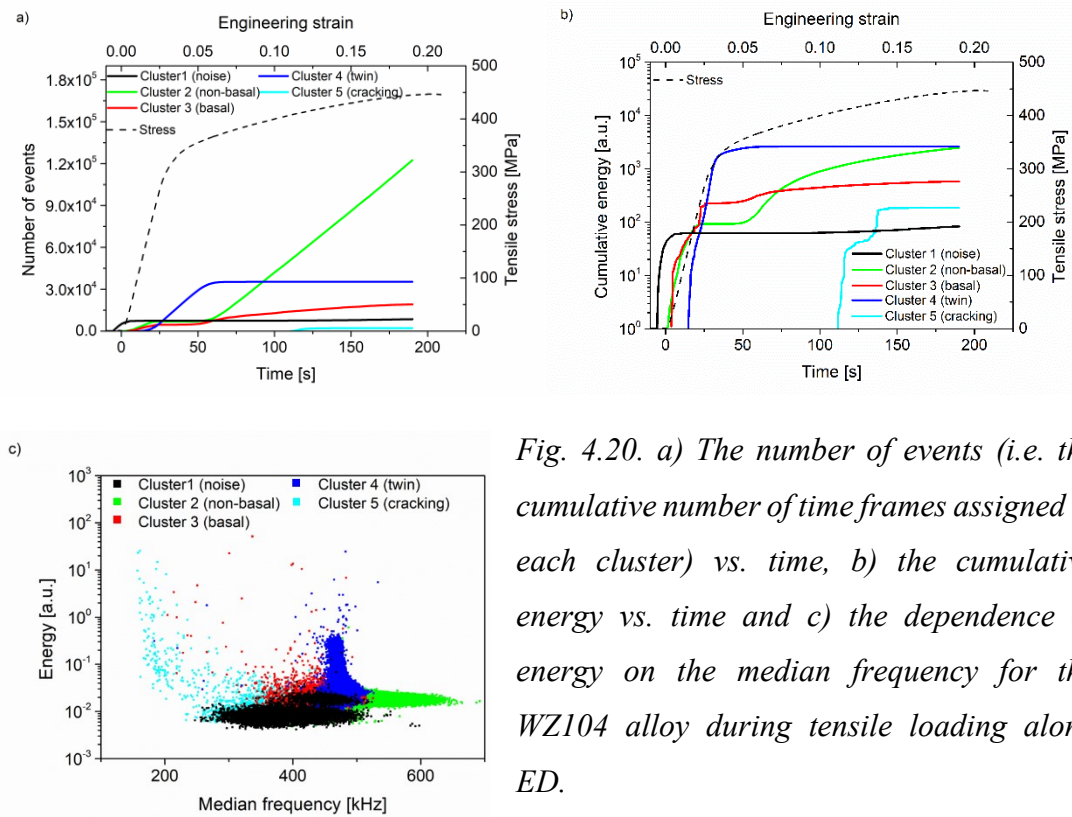 a)
Engineering strain
0.00 0.05 0.10 0.15 0.20
1.8x10⁵
1.5x10⁵
1.2x10⁵
9.0x10⁴
6.0x10⁴
3.0x10⁴
0.0
Number of events
Cluster1 (noise)
Cluster 4 (twin)
Cluster 2 (non-basal)
Cluster 5 (cracking)
Cluster 3 (basal)
Stress
500
400
300
200
100
0
Tensile stress [MPa]
0 50 100 150 200
Time [s]
b)
Engineering strain
0.00 0.05 0.10 0.15 0.20
10⁵
10⁴
10³
10²
10¹
10⁰
Cumulative energy [a.u.]
Stress
Cluster 1 (noise)
Cluster 2 (non-basal)
Cluster 3 (basal)
Cluster 4 (twin)
Cluster 5 (cracking)
500
400
300
200
100
0
Tensile stress [MPa]
0 50 100 150 200
Time [s]
c)
10³
10²
10¹
10⁰
10⁻¹
10⁻²
10⁻³
Energy [a.u.]
Cluster1 (noise)
Cluster 4 (twin)
Cluster 2 (non-basal)
Cluster 5 (cracking)
Cluster 3 (basal)
200 400 600
Median frequency [kHz]
Fig. 4.20. a) The number of events (i.e. th
cumulative number of time frames assigned
each cluster) vs. time, b) the cumulativ
energy vs. time and c) the dependence
energy on the median frequency for th
WZ104 alloy during tensile loading alon
ED.